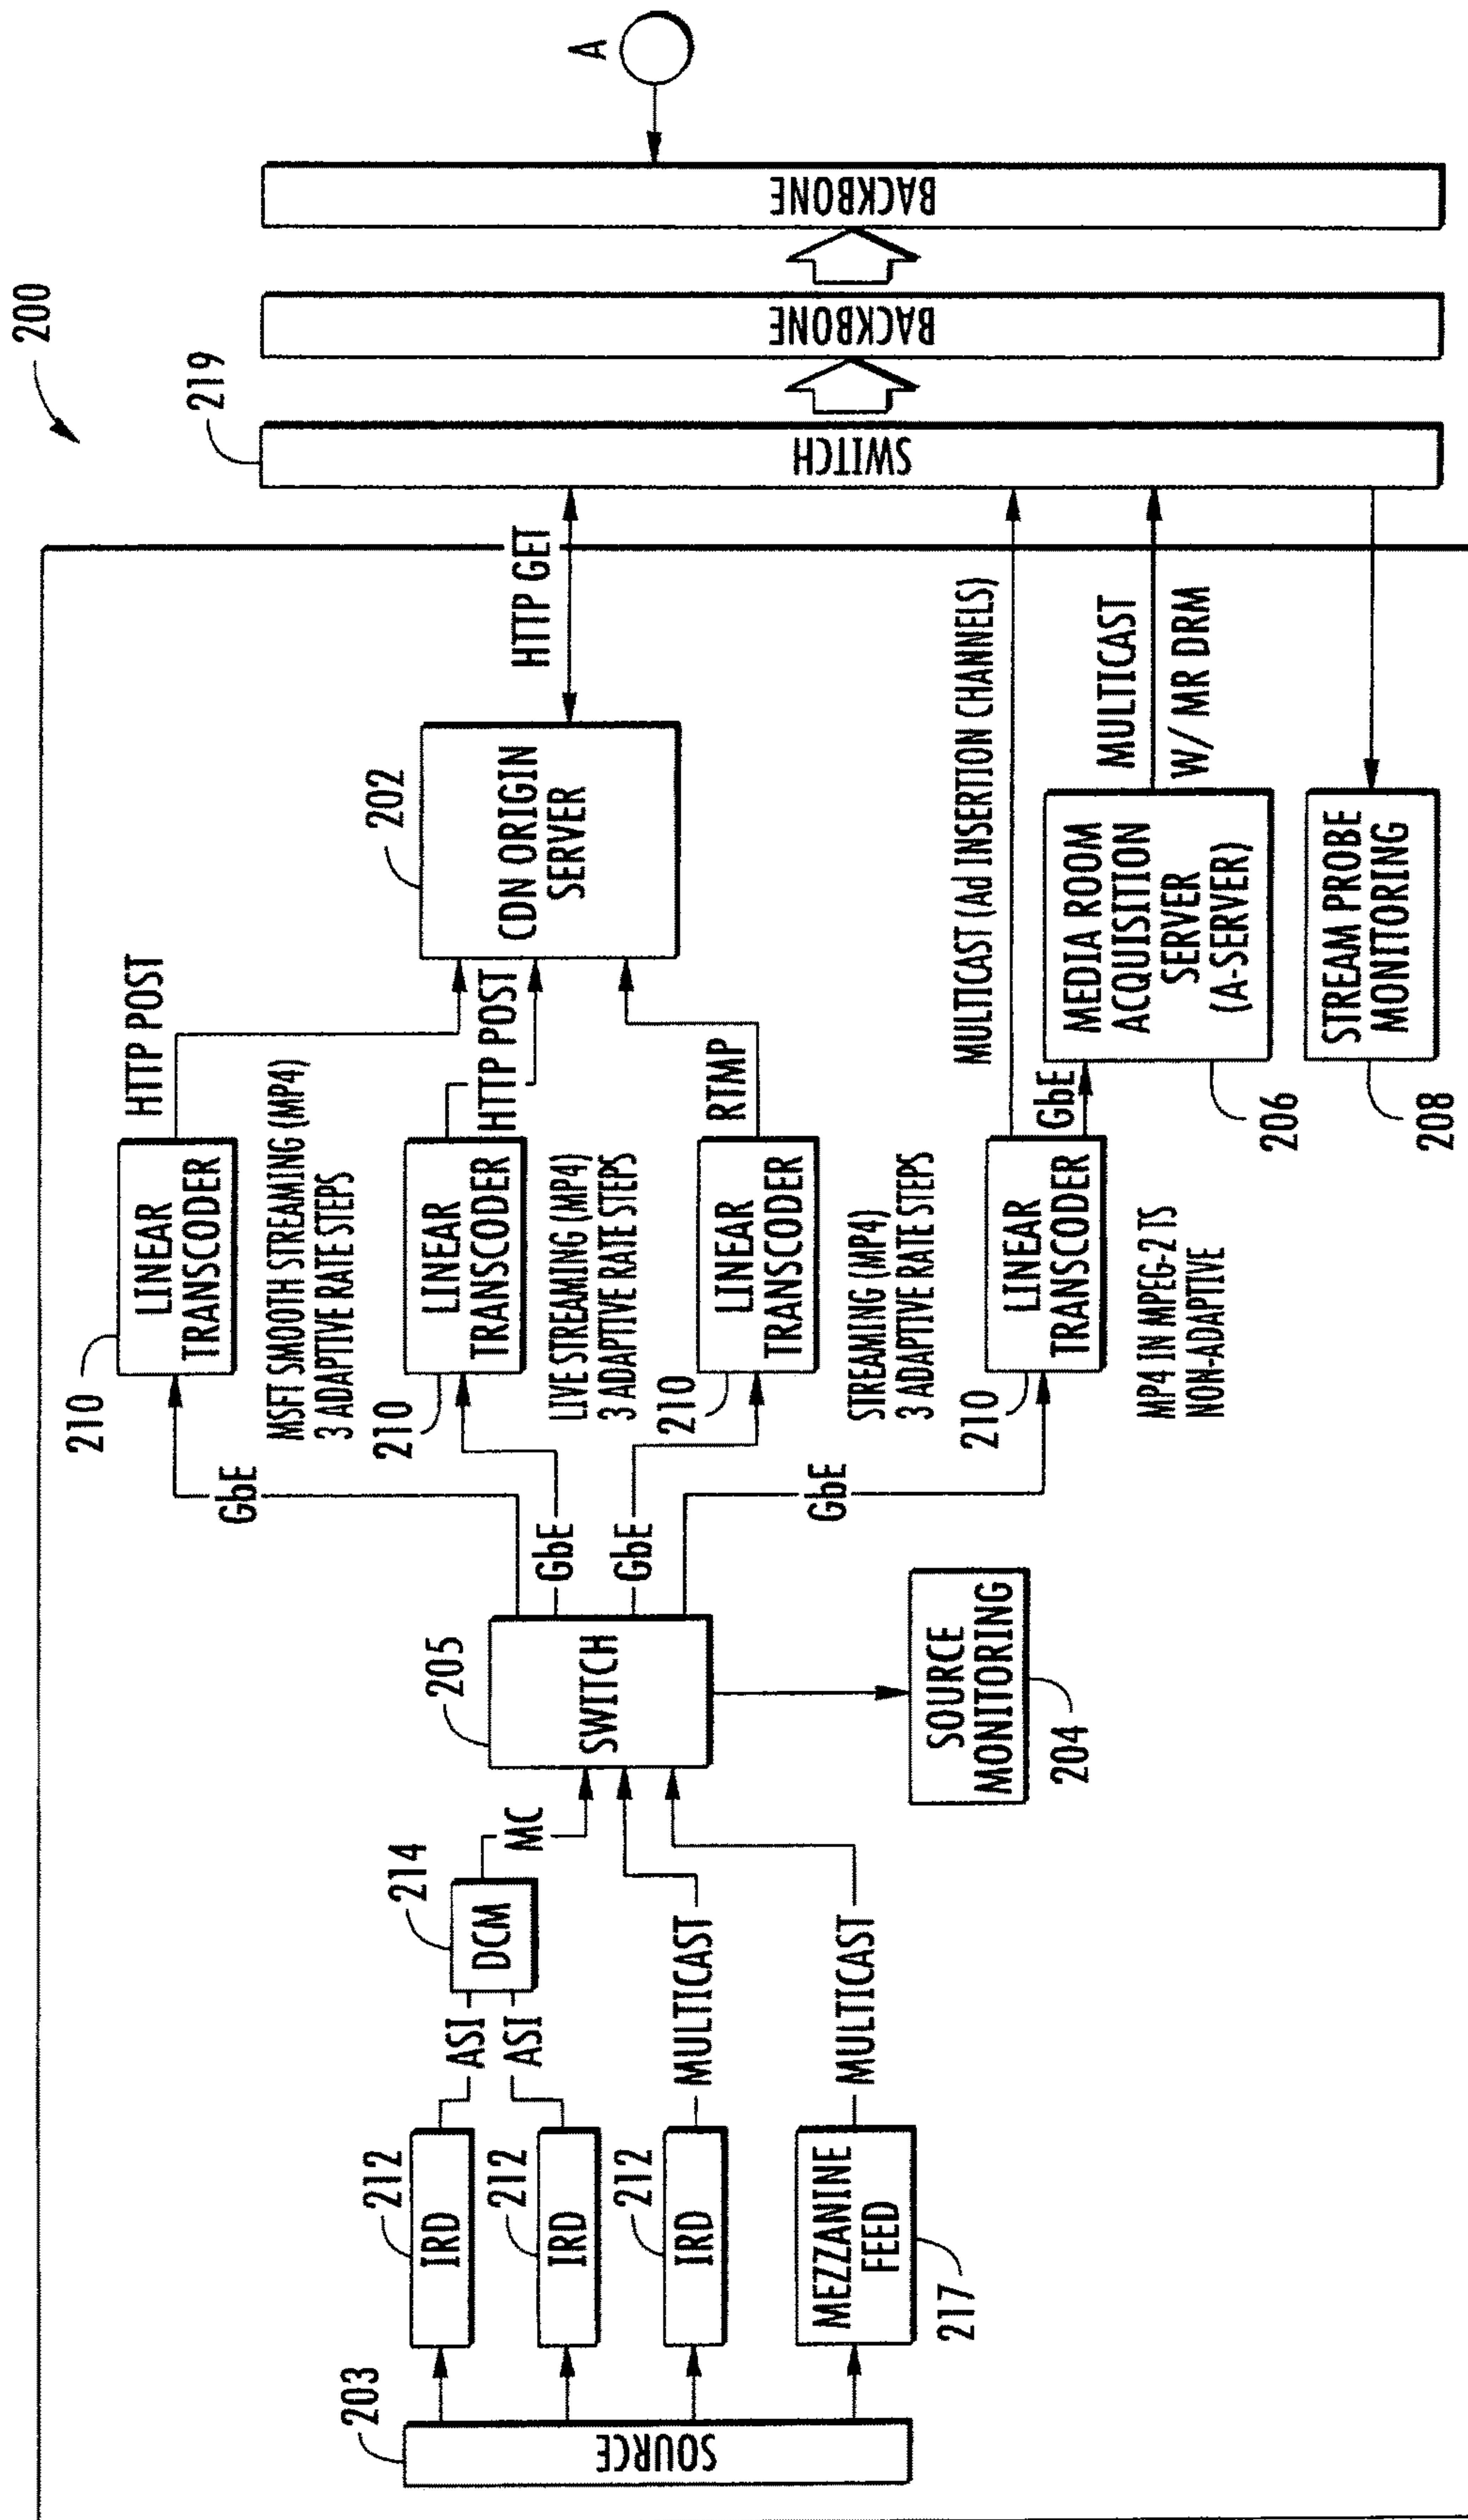 200
203
SOURCE
212
IRD
212
IRD
212
IRD
MEZZANINE
FEED
217
ASI
ASI
MULTICAST
MULTICAST
214
DCM
MC
205
SWITCH
SOURCE
MONITORING
204
GbE
GbE
GbE
GbE
210
LINEAR
TRANSCODER
MSFT SMOOTH STREAMING (MP4)
3 ADAPTIVE RATE STEPS
210
LINEAR
TRANSCODER
LIVE STREAMING (MP4)
3 ADAPTIVE RATE STEPS
210
LINEAR
TRANSCODER
STREAMING (MP4)
3 ADAPTIVE RATE STEPS
210
LINEAR
TRANSCODER
MP4 IN MPEG-2 TS
NON-ADAPTIVE
HTTP POST
HTTP POST
RTMP
GbE
202
CDN ORIGIN
SERVER
HTTP GET
MULTICAST (Ad INSERTION CHANNELS)
MEDIA ROOM
ACQUISITION
SERVER
(A-SERVER)
206
MULTICAST
W/ MR DRM
STREAM PROBE
MONITORING
208
219
SWITCH
BACKBONE
BACKBONE
A